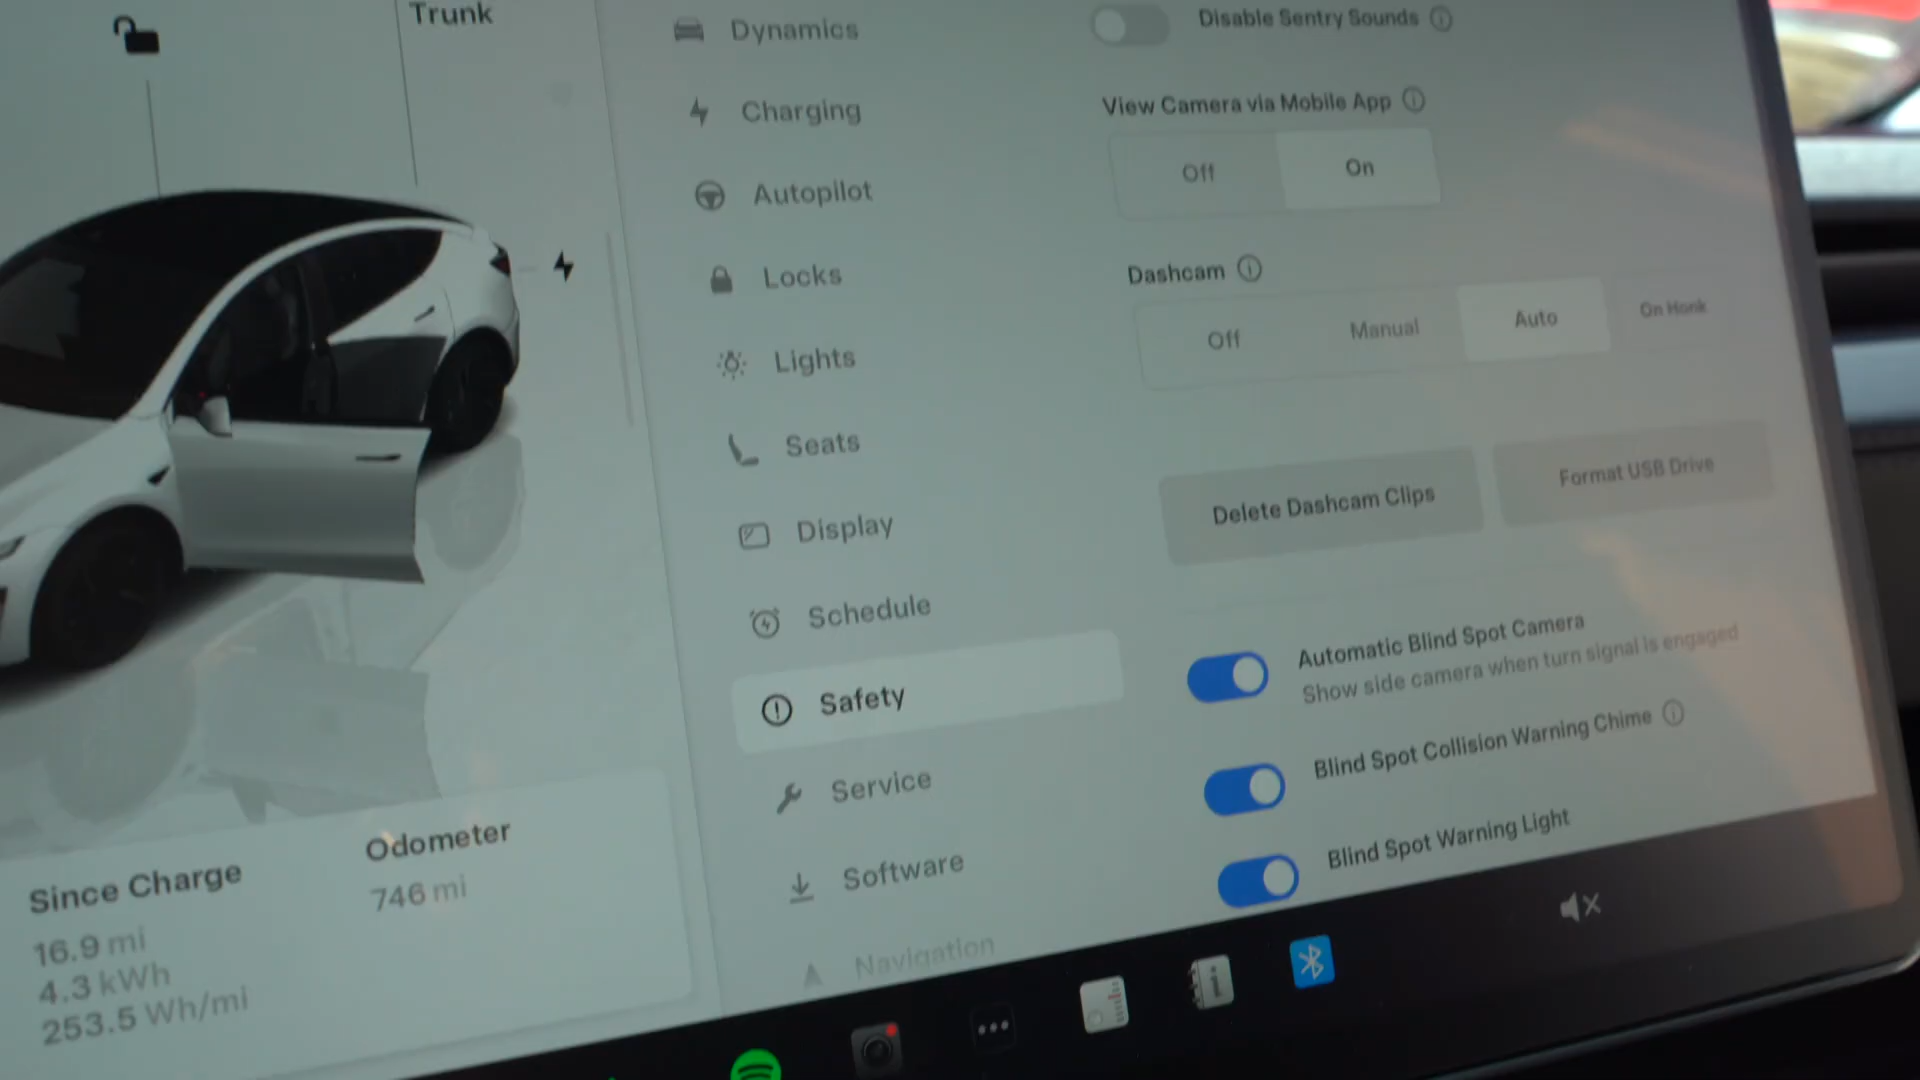 Trunk
Since Charge
16.9 mi
4.3 kWh
253.5 Wh/mi
Odometer
746 mi
Dynamics
Charging
Autopilot
Locks
Lights
Seats
Display
Schedule
Safety
Service
Software
Navigation
Disable Sentry Sounds
View Camera via Mobile App
Off On
Dashcam
Off Manual Auto On Honk
Delete Dashcam Clips Format USB Drive
Automatic Blind Spot Camera
Show side camera when turn signal is engaged
Blind Spot Collision Warning Chime
Blind Spot Warning Light